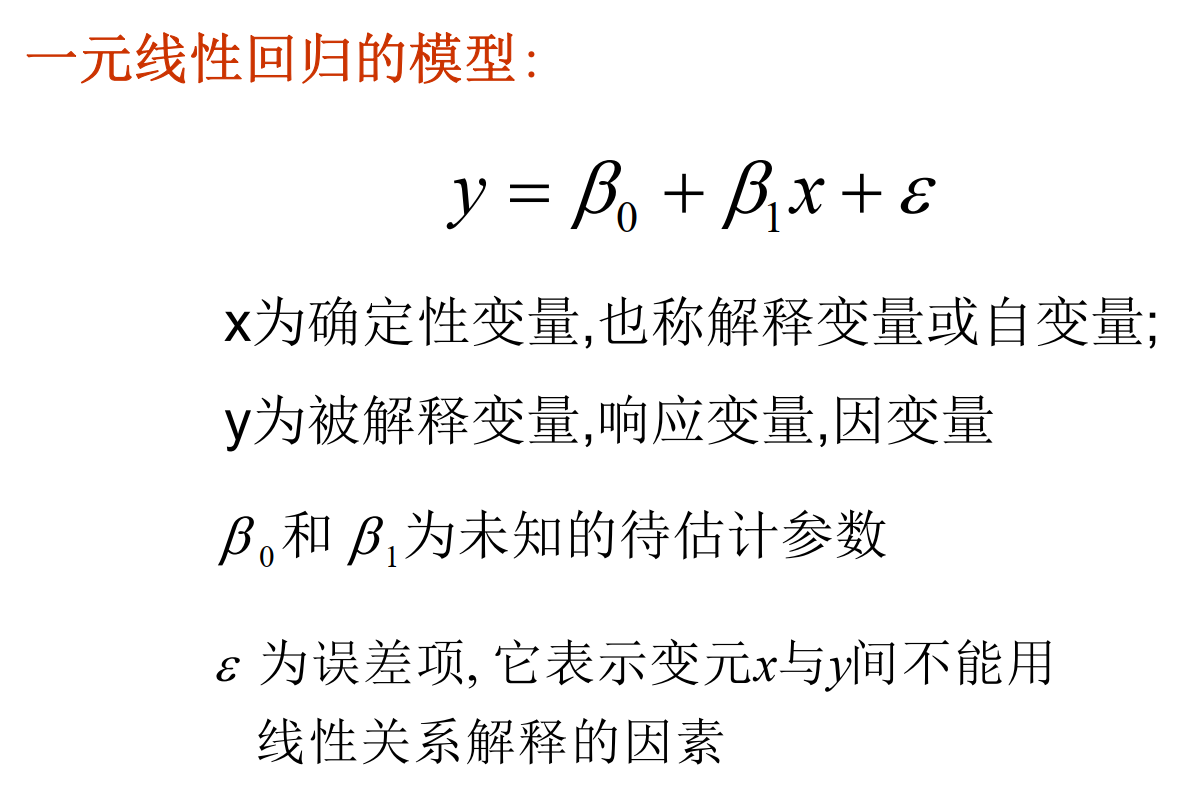 一元线性回归的模型:
y = β₀ + β₁x + ε
x为确定性变量,也称解释变量或自变量;
y为被解释变量,响应变量,因变量
β₀和β₁为未知的待估计参数
ε 为误差项, 它表示变元x与y间不能用
线性关系解释的因素